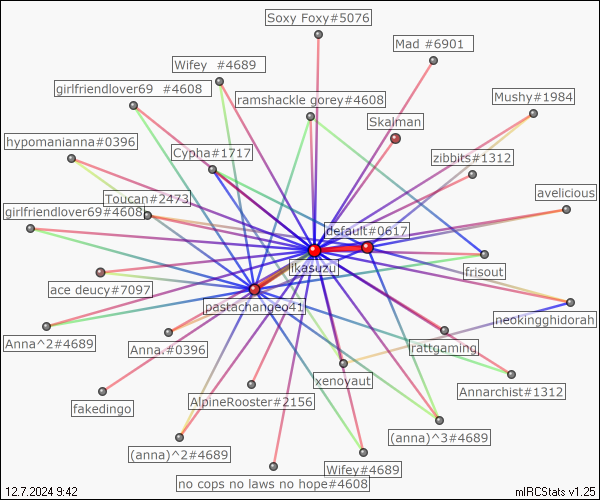 Soxy Foxy#5076
Mad #6901
Wifey  #4689
girlfriendlover69  #4608
ramshackle gorey#4608
Mushy#1984
Skalman
hypomanianna#0396
Cypha#1717
zibbits#1312
Toucan#2473
avelicious
girlfriendlover69#4608
default#0617
ikasuzu
frisout
ace deucy#7097
pastachangeo41
neokingghidorah
Anna^2#4689
Anna.#0396
rattgaming
xenoyaut
Annarchist#1312
fakedingo
AlpineRooster#2156
(anna)^3#4689
(anna)^2#4689
Wifey#4689
no cops no laws no hope#4608
12.7.2024 9:42
mIRCStats v1.25